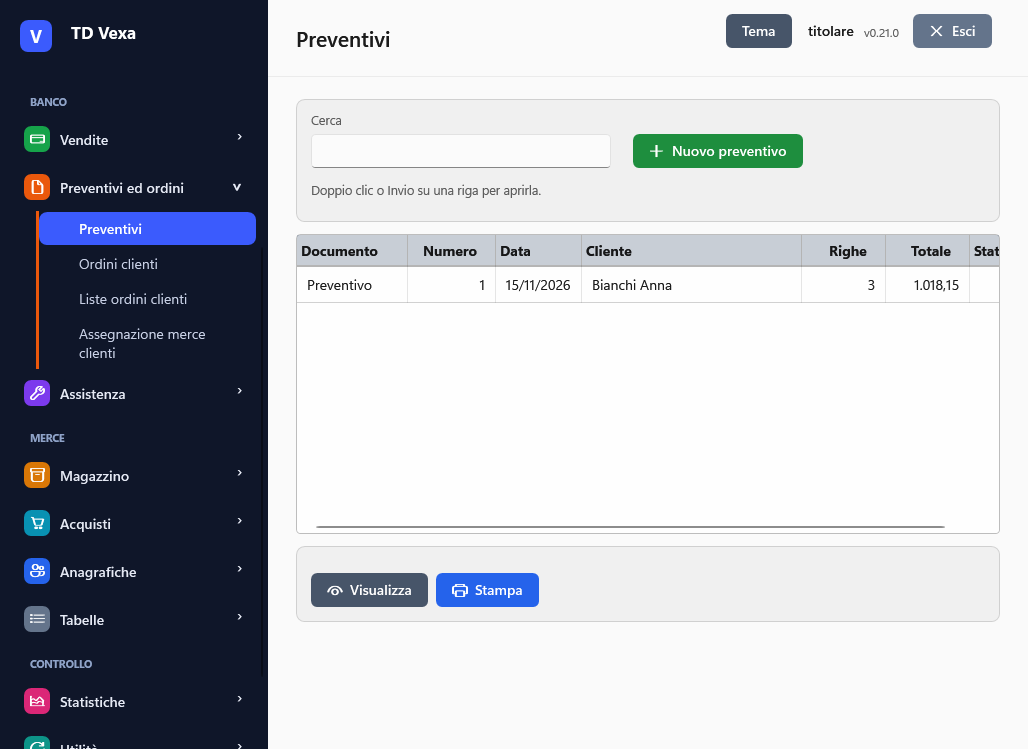 V TD Vexa
BANCO
Vendite
Preventivi ed ordini
Preventivi
Ordini clienti
Liste ordini clienti
Assegnazione merce
clienti
Assistenza
MERCE
Magazzino
Acquisti
Anagrafiche
Tabelle
CONTROLLO
Statistiche
Utilità
Preventivi
Tema titolare v0.21.0 Esci
Cerca
Nuovo preventivo
Doppio clic o Invio su una riga per aprirla.
Documento Numero Data Cliente Righe Totale Stat
Preventivo 1 15/11/2026 Bianchi Anna 3 1.018,15
Visualizza Stampa